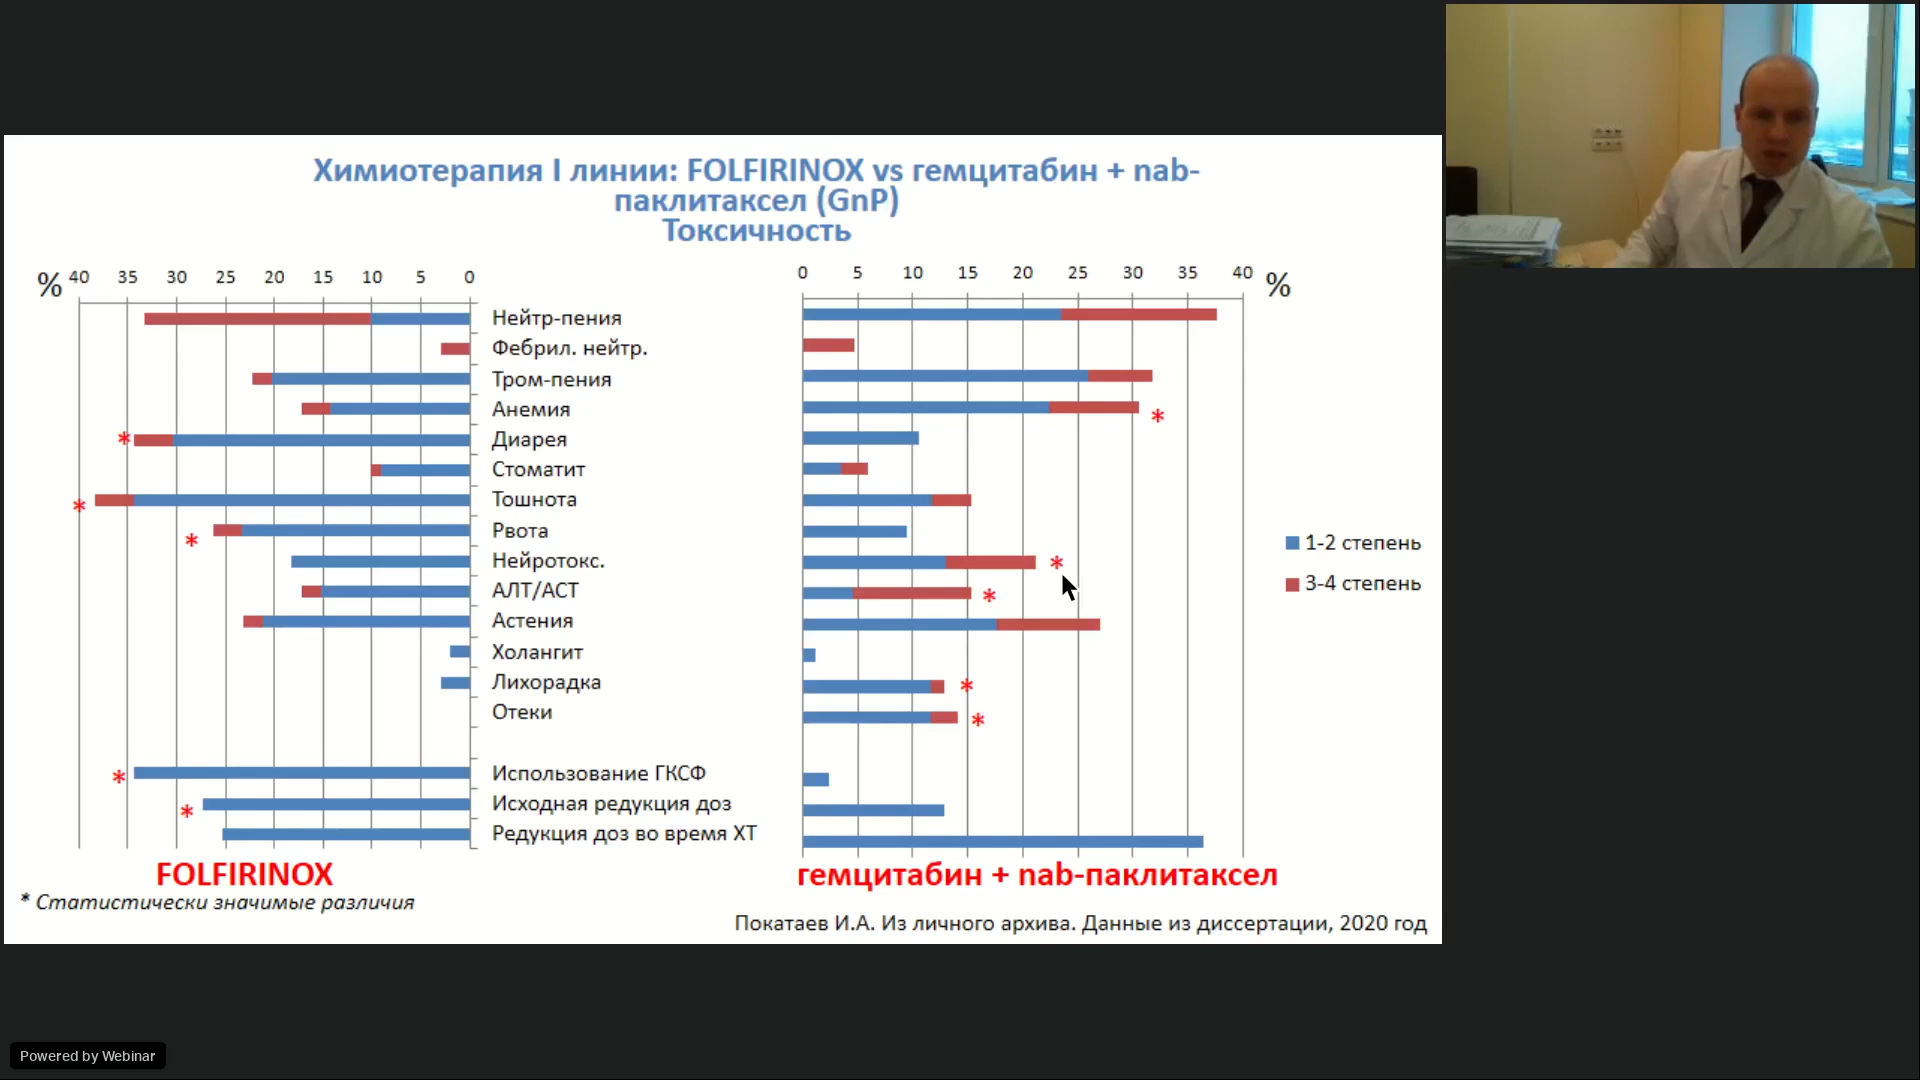 Химиотерапия I линии: FOLFIRINOX vs гемцитабин + nab-
паклитаксел (GnP)
Токсичность
% 40 35 30 25 20 15 10 5 0
0 5 10 15 20 25 30 35 40 %
Нейтр-пения
Фебрил. нейтр.
Тром-пения
Анемия
*
* Диарея
Стоматит
* Тошнота
* Рвота
Нейротокс. *
АЛТ/АСТ *
Астения
Холангит
Лихорадка *
Отеки *
* Использование ГКСФ
* Исходная редукция доз
Редукция доз во время ХТ
1-2 степень
3-4 степень
FOLFIRINOX
гемцитабин + nab-паклитаксел
* Статистически значимые различия
Покатаев И.А. Из личного архива. Данные из диссертации, 2020 год
Powered by Webinar